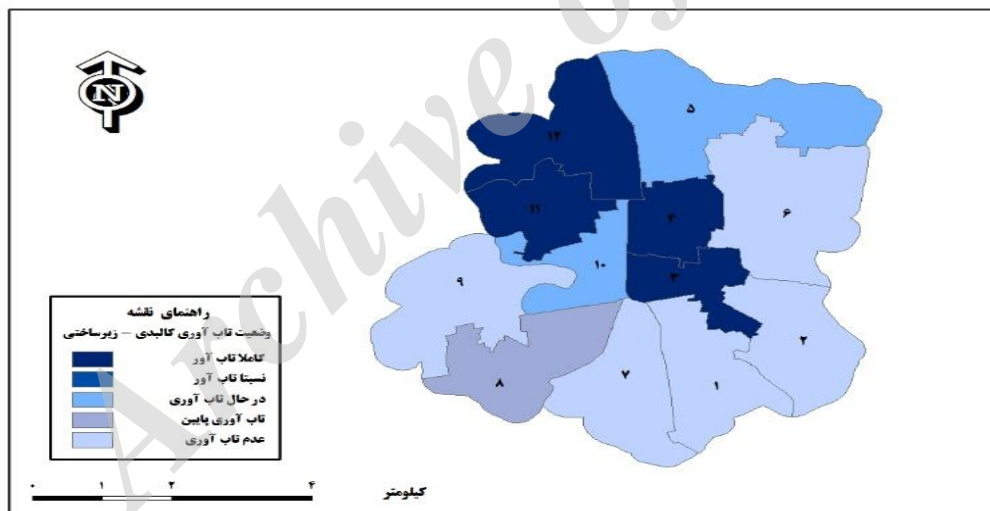 Archive of
N
۱۲
۵
۱۱
۴
۶
۱۰
۳
۹
۲
۸
۷
۱
راهنمای نقشه
وضعیت تاب آوری کالبدی – زیرساختی
کاملا تاب آور
نسبتا تاب آور
در حال تاب آوری
تاب آوری پایین
عدم تاب آوری
۰ ۱ ۲ ۴
کیلومتر